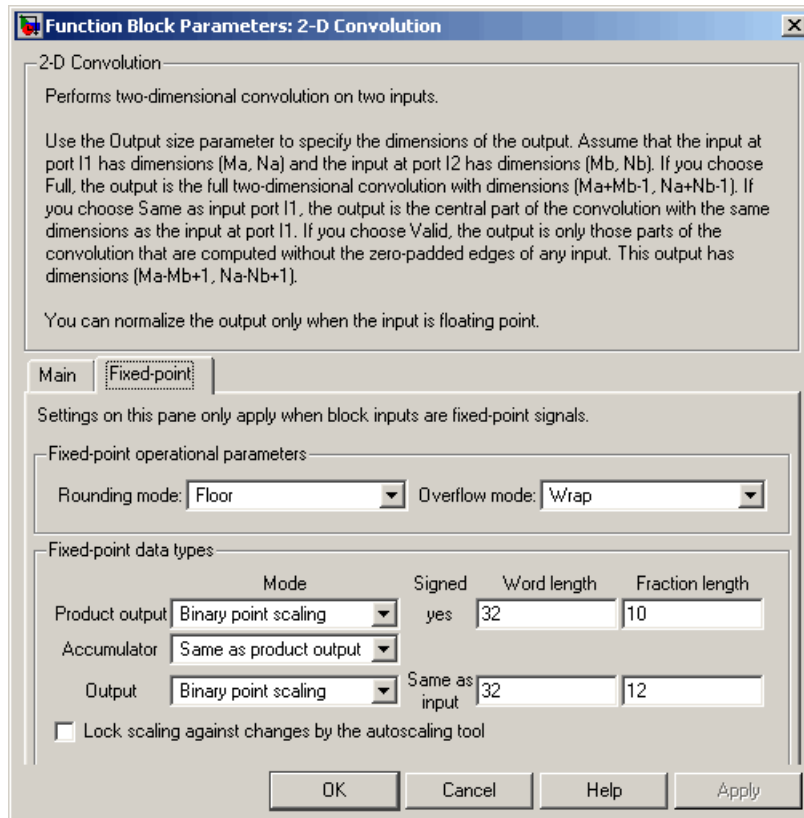 Function Block Parameters: 2-D Convolution
2-D Convolution
Performs two-dimensional convolution on two inputs.
Use the Output size parameter to specify the dimensions of the output. Assume that the input at
port I1 has dimensions (Ma, Na) and the input at port I2 has dimensions (Mb, Nb). If you choose
Full, the output is the full two-dimensional convolution with dimensions (Ma+Mb-1, Na+Nb-1). If
you choose Same as input port I1, the output is the central part of the convolution with the same
dimensions as the input at port I1. If you choose Valid, the output is only those parts of the
convolution that are computed without the zero-padded edges of any input. This output has
dimensions (Ma-Mb+1, Na-Nb+1).
You can normalize the output only when the input is floating point.
Main Fixed-point
Settings on this pane only apply when block inputs are fixed-point signals.
Fixed-point operational parameters
Rounding mode: Floor Overflow mode: Wrap
Fixed-point data types
Mode Signed Word length Fraction length
Product output Binary point scaling yes 32 10
Accumulator Same as product output
Output Binary point scaling Same as input 32 12
Lock scaling against changes by the autoscaling tool
OK Cancel Help Apply